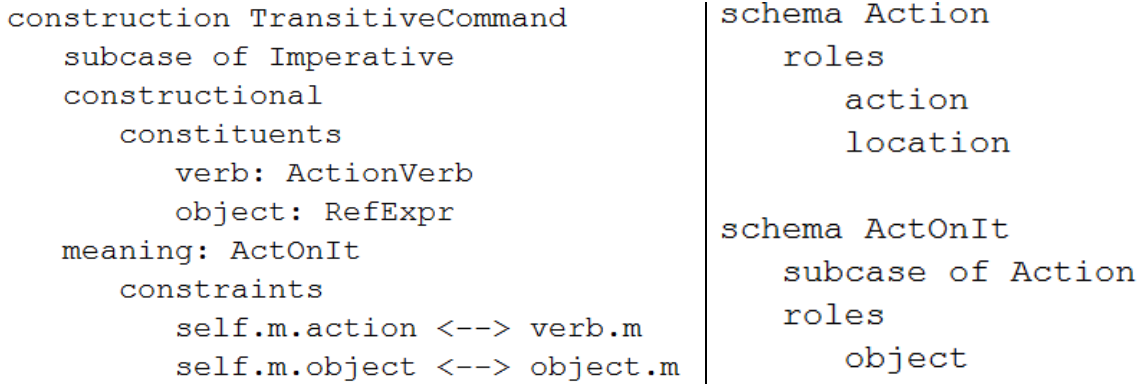 construction TransitiveCommand
subcase of Imperative
constructional
constituents
verb: ActionVerb
object: RefExpr
meaning: ActOnIt
constraints
self.m.action <--> verb.m
self.m.object <--> object.m
schema Action
roles
action
location
schema ActOnIt
subcase of Action
roles
object